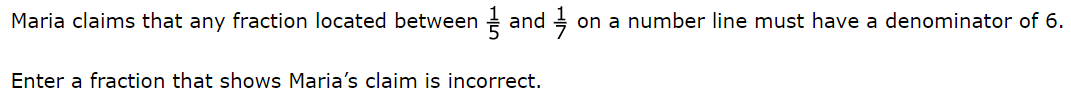 Maria claims that any fraction located between 1/5 and 1/7 on a number line must have a denominator of 6.
Enter a fraction that shows Maria’s claim is incorrect.